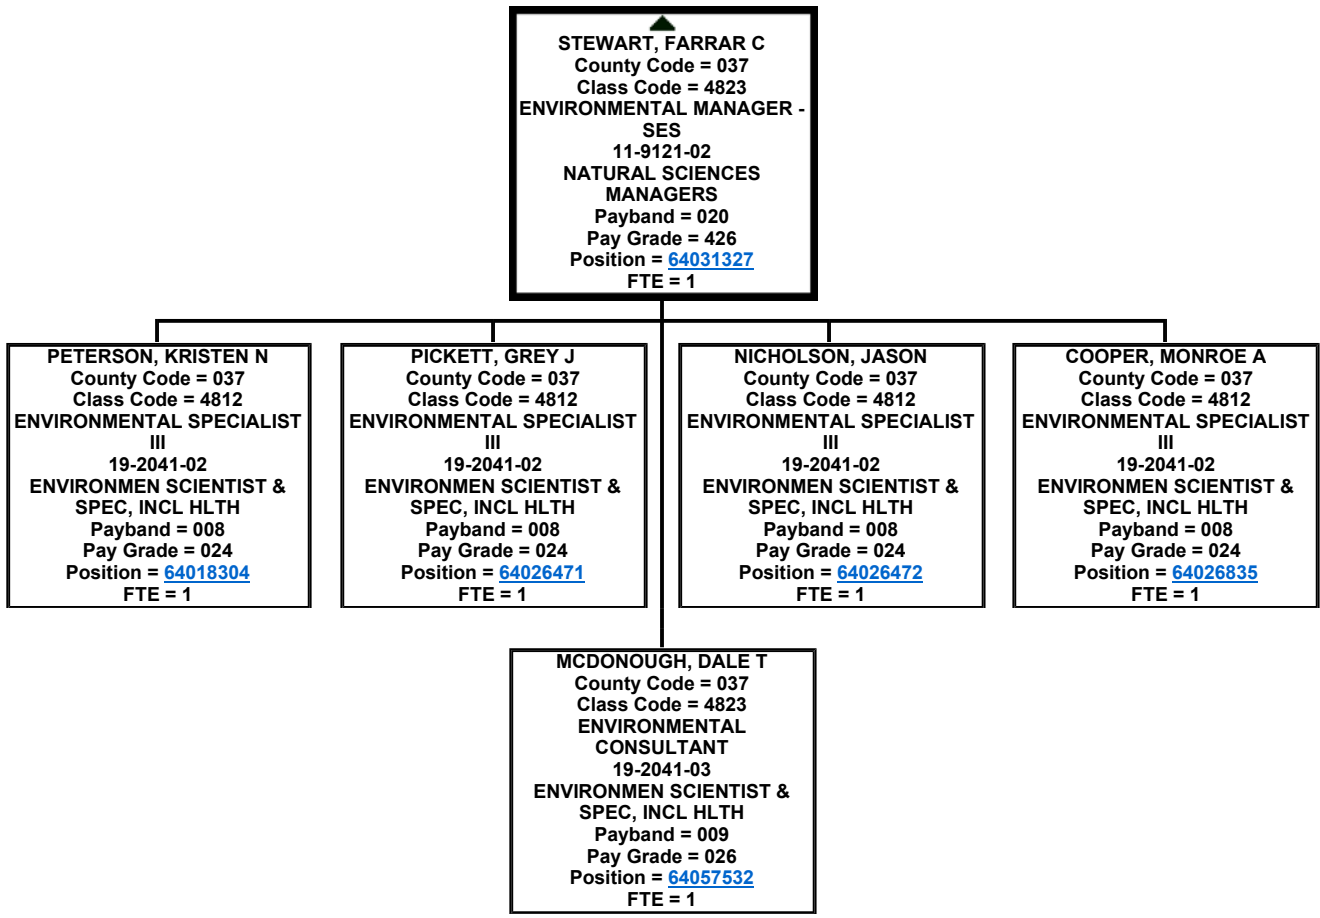 STEWART, FARRAR C
County Code = 037
Class Code = 4823
ENVIRONMENTAL MANAGER -
SES
11-9121-02
NATURAL SCIENCES
MANAGERS
Payband = 020
Pay Grade = 426
Position = 64031327
FTE = 1
PETERSON, KRISTEN N
County Code = 037
Class Code = 4812
ENVIRONMENTAL SPECIALIST
III
19-2041-02
ENVIRONMEN SCIENTIST &
SPEC, INCL HLTH
Payband = 008
Pay Grade = 024
Position = 64018304
FTE = 1
PICKETT, GREY J
County Code = 037
Class Code = 4812
ENVIRONMENTAL SPECIALIST
III
19-2041-02
ENVIRONMEN SCIENTIST &
SPEC, INCL HLTH
Payband = 008
Pay Grade = 024
Position = 64026471
FTE = 1
NICHOLSON, JASON
County Code = 037
Class Code = 4812
ENVIRONMENTAL SPECIALIST
III
19-2041-02
ENVIRONMEN SCIENTIST &
SPEC, INCL HLTH
Payband = 008
Pay Grade = 024
Position = 64026472
FTE = 1
COOPER, MONROE A
County Code = 037
Class Code = 4812
ENVIRONMENTAL SPECIALIST
III
19-2041-02
ENVIRONMEN SCIENTIST &
SPEC, INCL HLTH
Payband = 008
Pay Grade = 024
Position = 64026835
FTE = 1
MCDONOUGH, DALE T
County Code = 037
Class Code = 4823
ENVIRONMENTAL
CONSULTANT
19-2041-03
ENVIRONMEN SCIENTIST &
SPEC, INCL HLTH
Payband = 009
Pay Grade = 026
Position = 64057532
FTE = 1